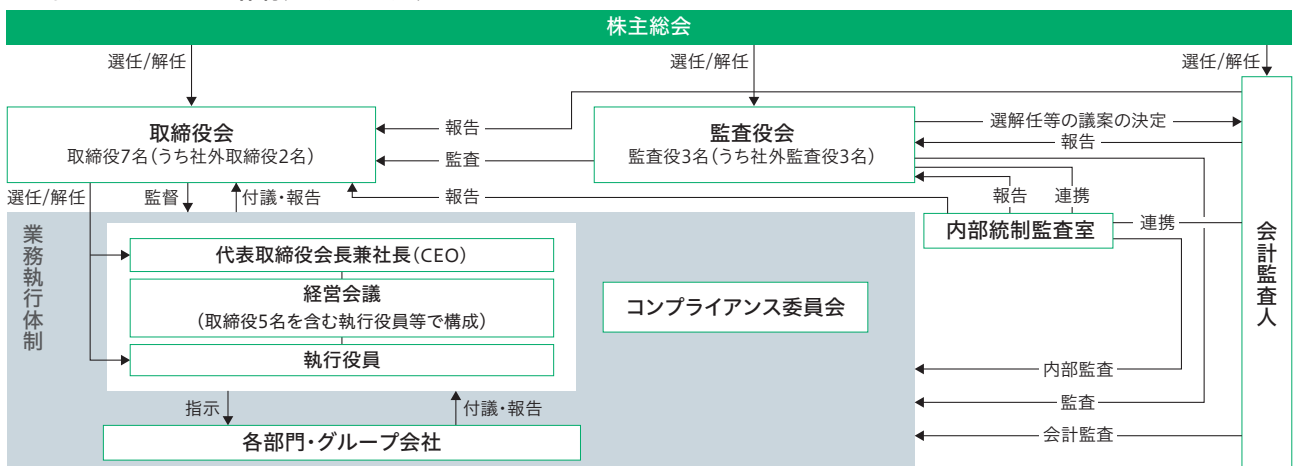 株主総会
選任/解任
選任/解任
選任/解任
取締役会
取締役7名(うち社外取締役2名)
報告
監査
監査役会
監査役3名(うち社外監査役3名)
選解任等の議案の決定
報告
選任/解任
監督
付議・報告
報告
報告
連携
内部統制監査室
連携
会計監査人
業務執行体制
代表取締役会長兼社長(CEO)
経営会議
(取締役5名を含む執行役員等で構成)
執行役員
コンプライアンス委員会
内部監査
監査
会計監査
指示
付議・報告
各部門・グループ会社